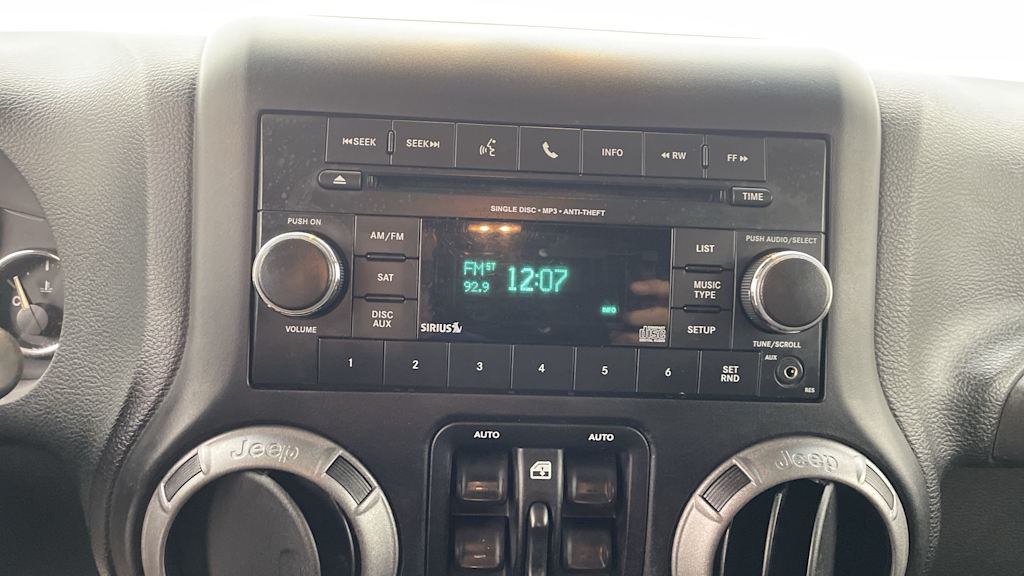 SEEK
SEEK
INFO
RW
FF
TIME
SINGLE DISC • MP3 • ANTI-THEFT
PUSH ON
AM/FM
SAT
DISC
AUX
VOLUME
FM ST
92.9
12:07
INFO
SIRIUS
disc
LIST
MUSIC
TYPE
SETUP
PUSH AUDIO/SELECT
TUNE/SCROLL
1
2
3
4
5
6
SET
RND
AUX
RES
C
Jeep
AUTO
AUTO
Jeep